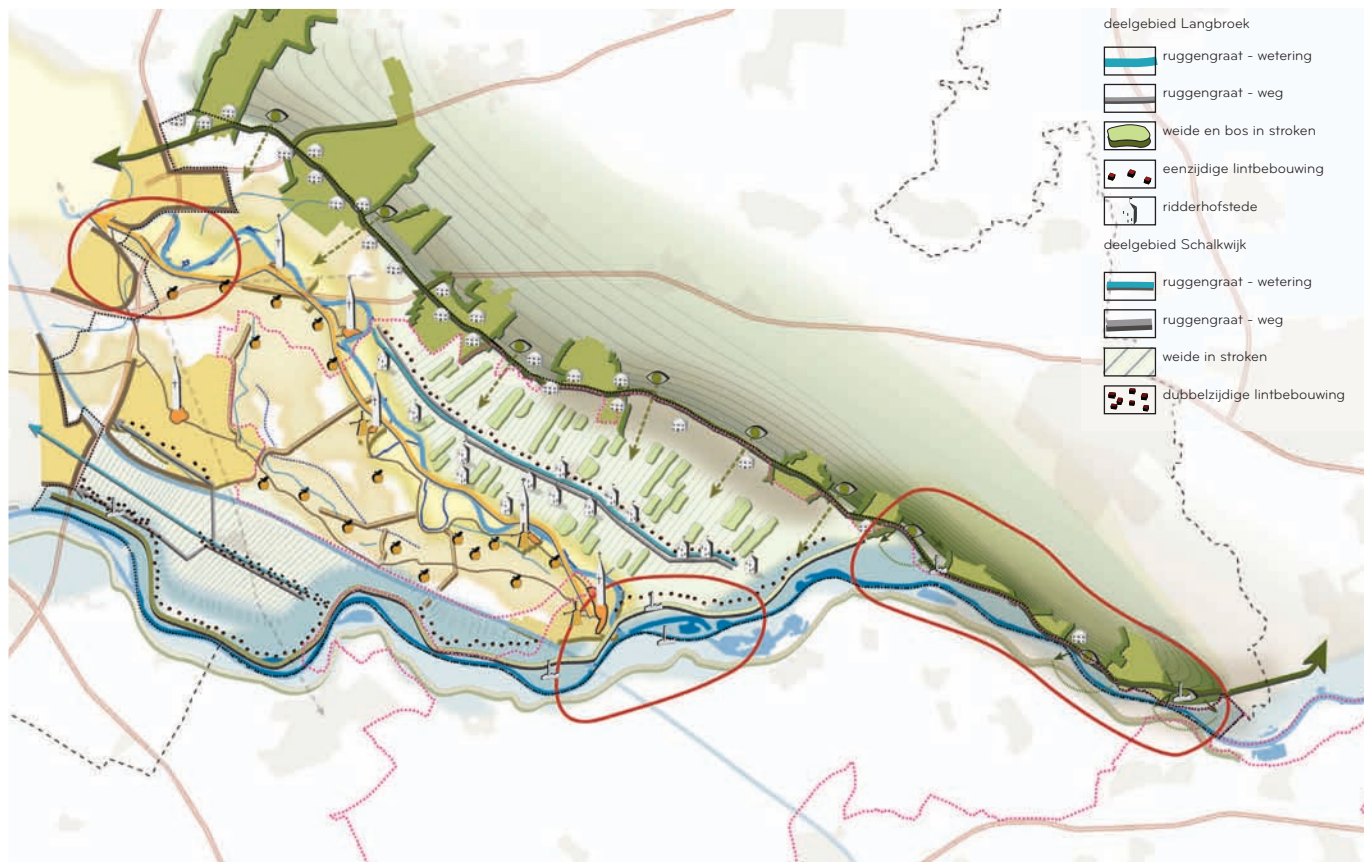 deelgebied Langbroek
ruggengraat - wetering
ruggengraat - weg
weide en bos in stroken
eenzijdige lintbebouwing
ridderhofstede
deelgebied Schalkwijk
ruggengraat - wetering
ruggengraat - weg
weide in stroken
dubbelzijdige lintbebouwing